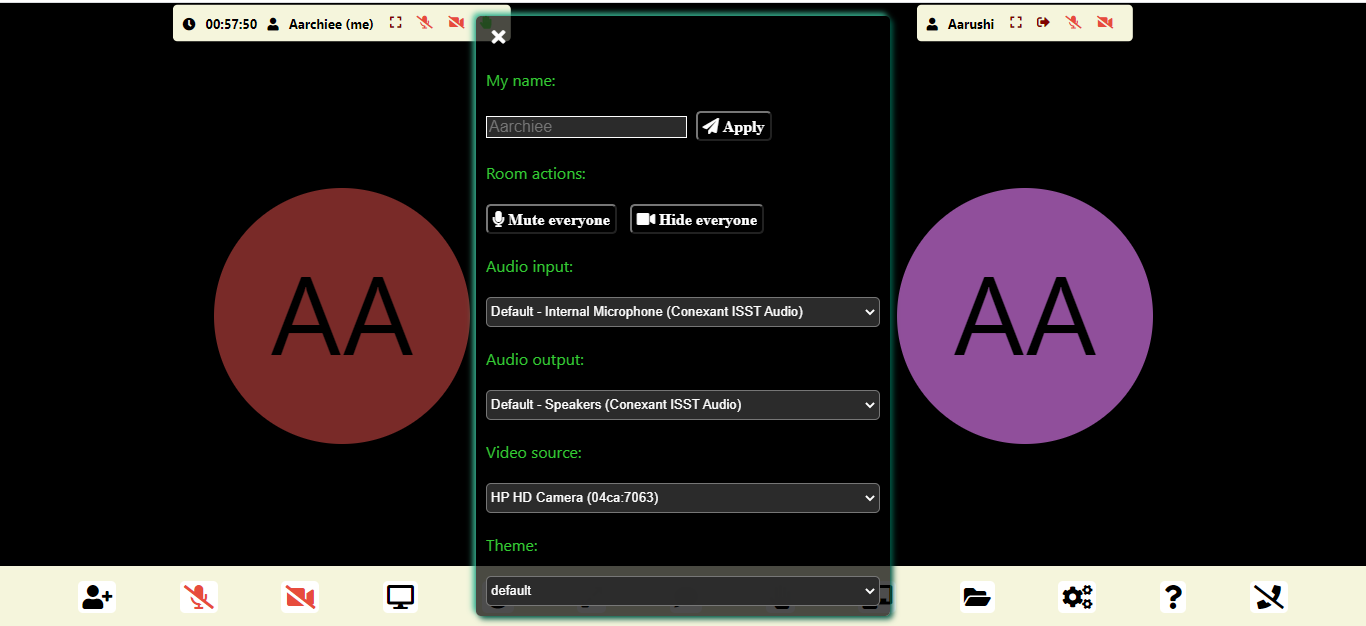 00:57:50 Aarchiee (me)
Aarushi
My name:
Aarchiee
Apply
Room actions:
Mute everyone
Hide everyone
Audio input:
Default - Internal Microphone (Conexant ISST Audio)
Audio output:
Default - Speakers (Conexant ISST Audio)
Video source:
HP HD Camera (04ca:7063)
Theme:
default
AA
AA